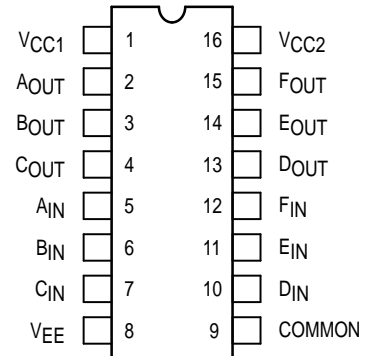 VCC1 1 16 VCC2
AOUT 2 15 FOUT
BOUT 3 14 EOUT
COUT 4 13 DOUT
AIN 5 12 FIN
BIN 6 11 EIN
CIN 7 10 DIN
VEE 8 9 COMMON